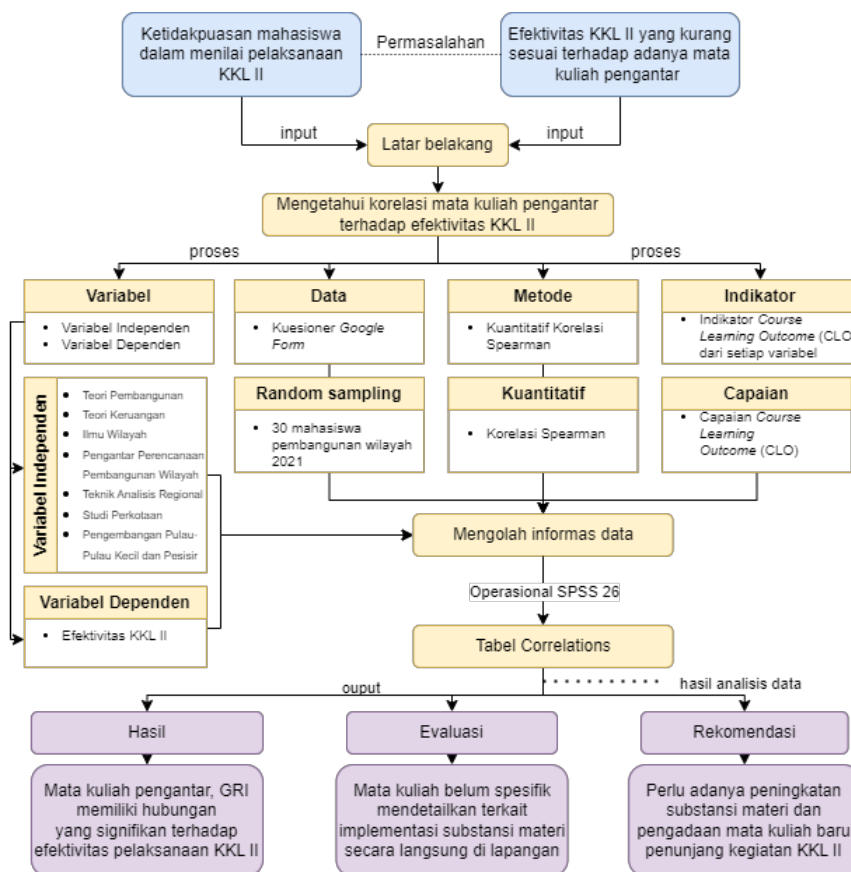 Ketidakpuasan mahasiswa
dalam menilai pelaksanaan
KKL II
Permasalahan
Efektivitas KKL II yang kurang
sesuai terhadap adanya mata
kuliah pengantar
input
input
Latar belakang
Mengetahui korelasi mata kuliah pengantar
terhadap efektivitas KKL II
proses
proses
Variabel
• Variabel Independen
• Variabel Dependen
Data
• Kuesioner Google
Form
Metode
• Kuantitatif Korelasi
Spearman
Indikator
• Indikator Course
Learning Outcome (CLO)
dari setiap variabel
Variabel Independen
• Teori Pembangunan
• Teori Keruangan
• Ilmu Wilayah
• Pengantar Perencanaan
Pembangunan Wilayah
• Teknik Analisis Regional
• Studi Perkotaan
• Pengembangan Pulau-
Pulau Kecil dan Pesisir
Random sampling
• 30 mahasiswa
pembangunan wilayah
2021
Kuantitatif
• Korelasi Spearman
Capaian
• Capaian Course
Learning
Outcome (CLO)
Mengolah informas data
Variabel Dependen
• Efektivitas KKL II
Operasional SPSS 26
Tabel Correlations
ouput
hasil analisis data
Hasil
Evaluasi
Rekomendasi
Mata kuliah pengantar, GRI
memiliki hubungan
yang signifikan terhadap
efektivitas pelaksanaan KKL II
Mata kuliah belum spesifik
mendetailkan terkait
implementasi substansi materi
secara langsung di lapangan
Perlu adanya peningkatan
substansi materi dan
pengadaan mata kuliah baru
penunjang kegiatan KKL II